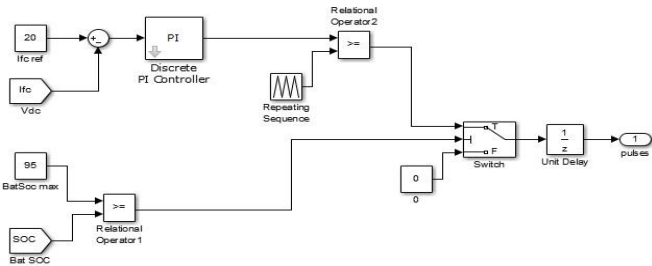 Relational
Operator2
20
Ifc ref
+
-
PI
Discrete
PI Controller
>=
Ifc
Vdc
Repeating
Sequence
T
F
Switch
1
z
Unit Delay
1
pulses
95
BatSoc max
0
0
>=
Relational
Operator1
SOC
Bat SOC